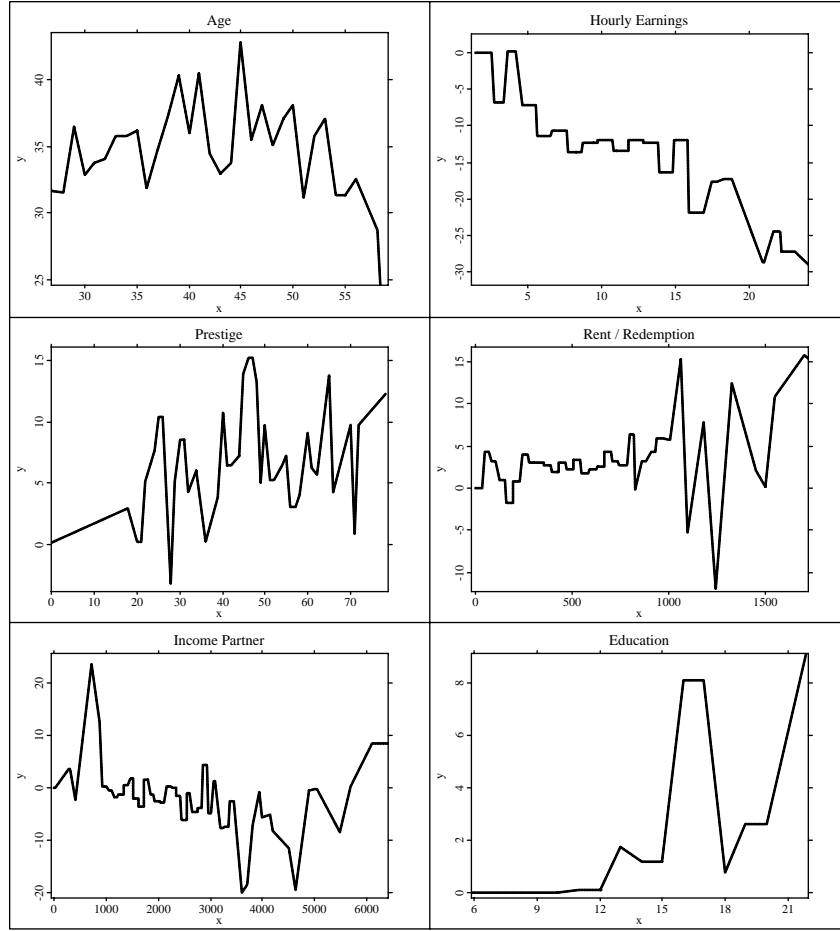 Age
y
25 30 35 40
30 35 40 45 50 55
x
Hourly Earnings
y
-30 -25 -20 -15 -10 -5 0
5 10 15 20
x
Prestige
y
0 5 10 15
0 10 20 30 40 50 60 70
x
Rent / Redemption
y
-10 -5 0 5 10 15
0 500 1000 1500
x
Income Partner
y
-20 -10 0 10 20
0 1000 2000 3000 4000 5000 6000
x
Education
y
0 2 4 6 8
6 9 12 15 18 21
x